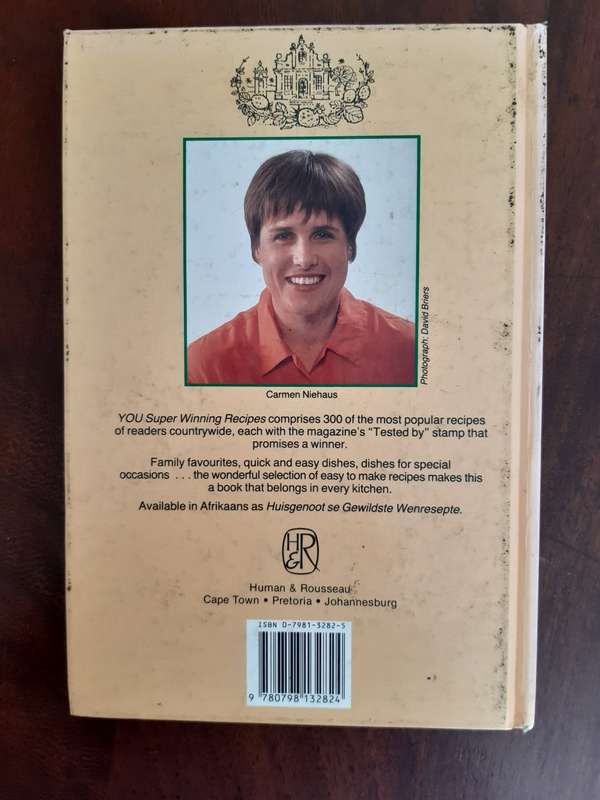 Photograph: David Briers
Carmen Niehaus
YOU Super Winning Recipes comprises 300 of the most popular recipes
of readers countrywide, each with the magazine's "Tested by" stamp that
promises a winner.
Family favourites, quick and easy dishes, dishes for special
occasions . . . the wonderful selection of easy to make recipes makes this
a book that belongs in every kitchen.
Available in Afrikaans as Huisgenoot se Gewildste Wenresepte.
H&R
Human & Rousseau
Cape Town • Pretoria • Johannesburg
ISBN 0-7981-3282-5
9 780798 132824